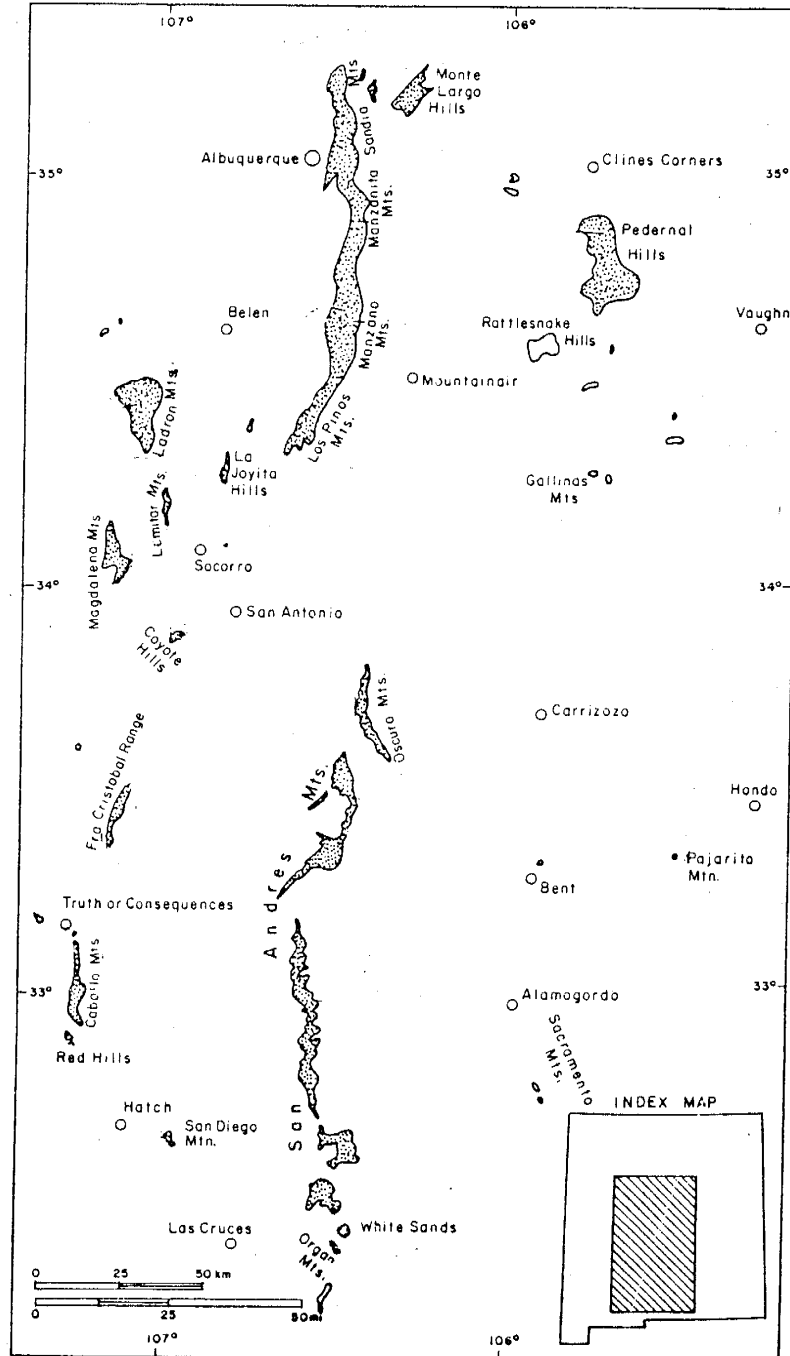 107°
106°
Monte
Largo
Hills
Sandia
Mts
Albuquerque
Clines Corners
35°
35°
Manzanita
Mts.
Pedernal
Hills
Belen
Vaughn
Rattlesnake
Hills
Manzano
Mts.
Mountainair
Ladron Mts.
Los Pinos
Mts.
La
Joyita
Hills
Gallinas
Mts
Lemitar Mts.
Magdalena Mts
Socorro
34°
34°
San Antonio
Coyote
Hills
Oscura Mts.
Carrizozo
Fra Cristobal Range
Hondo
San Andres Mts.
Pajarito
Mtn.
Bent
Truth or Consequences
Caballo Mts
33°
33°
Alamogordo
Sacramento
Mts.
Red Hills
Hatch
San Diego
Mtn.
INDEX MAP
Las Cruces
White Sands
Organ
Mts.
0 25 50 km
0 25 50 mi
107°
106°